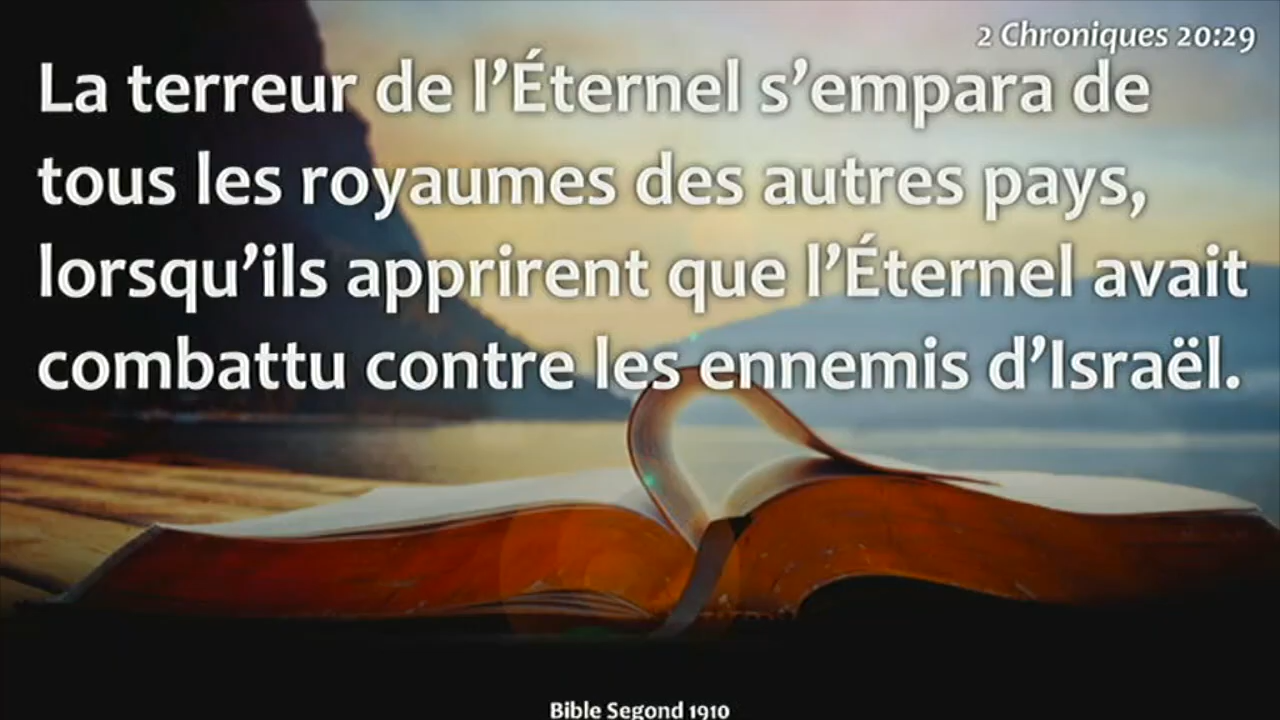 2 Chroniques 20:29
La terreur de l’Éternel s’empara de
tous les royaumes des autres pays,
lorsqu’ils apprirent que l’Éternel avait
combattu contre les ennemis d’Israël.
Bible Segond 1910